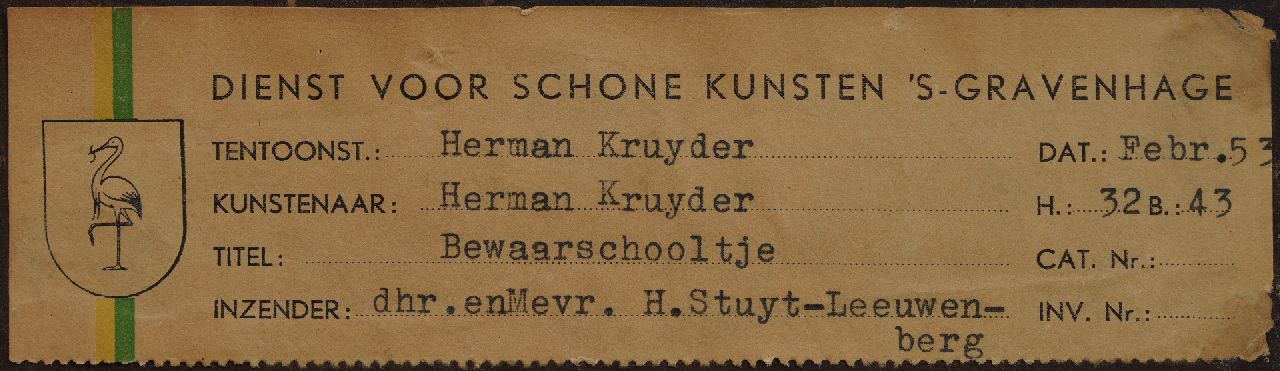 DIENST VOOR SCHONE KUNSTEN 'S-GRAVENHAGE
TENTOONST.: Herman Kruyder DAT.: Febr.53
KUNSTENAAR: Herman Kruyder H.: 32 B.: 43
TITEL: Bewaarschooltje CAT. Nr.:
INZENDER: dhr.enMevr. H.Stuyt-Leeuwen- INV. Nr.:
berg